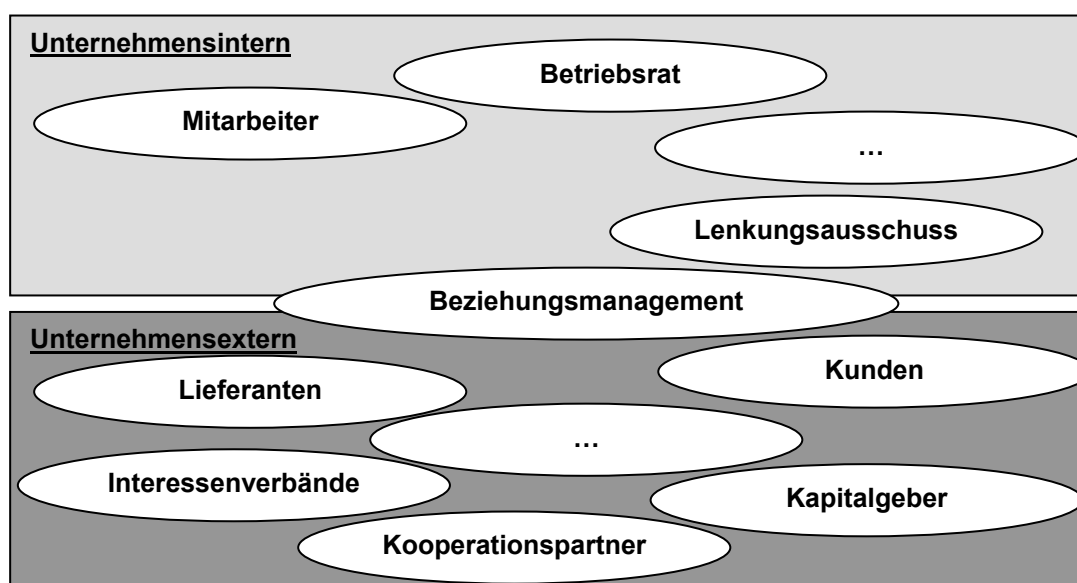 Unternehmensintern
Betriebsrat
Mitarbeiter
…
Lenkungsausschuss
Beziehungsmanagement
Unternehmensextern
Kunden
Lieferanten
…
Interessenverbände
Kapitalgeber
Kooperationspartner